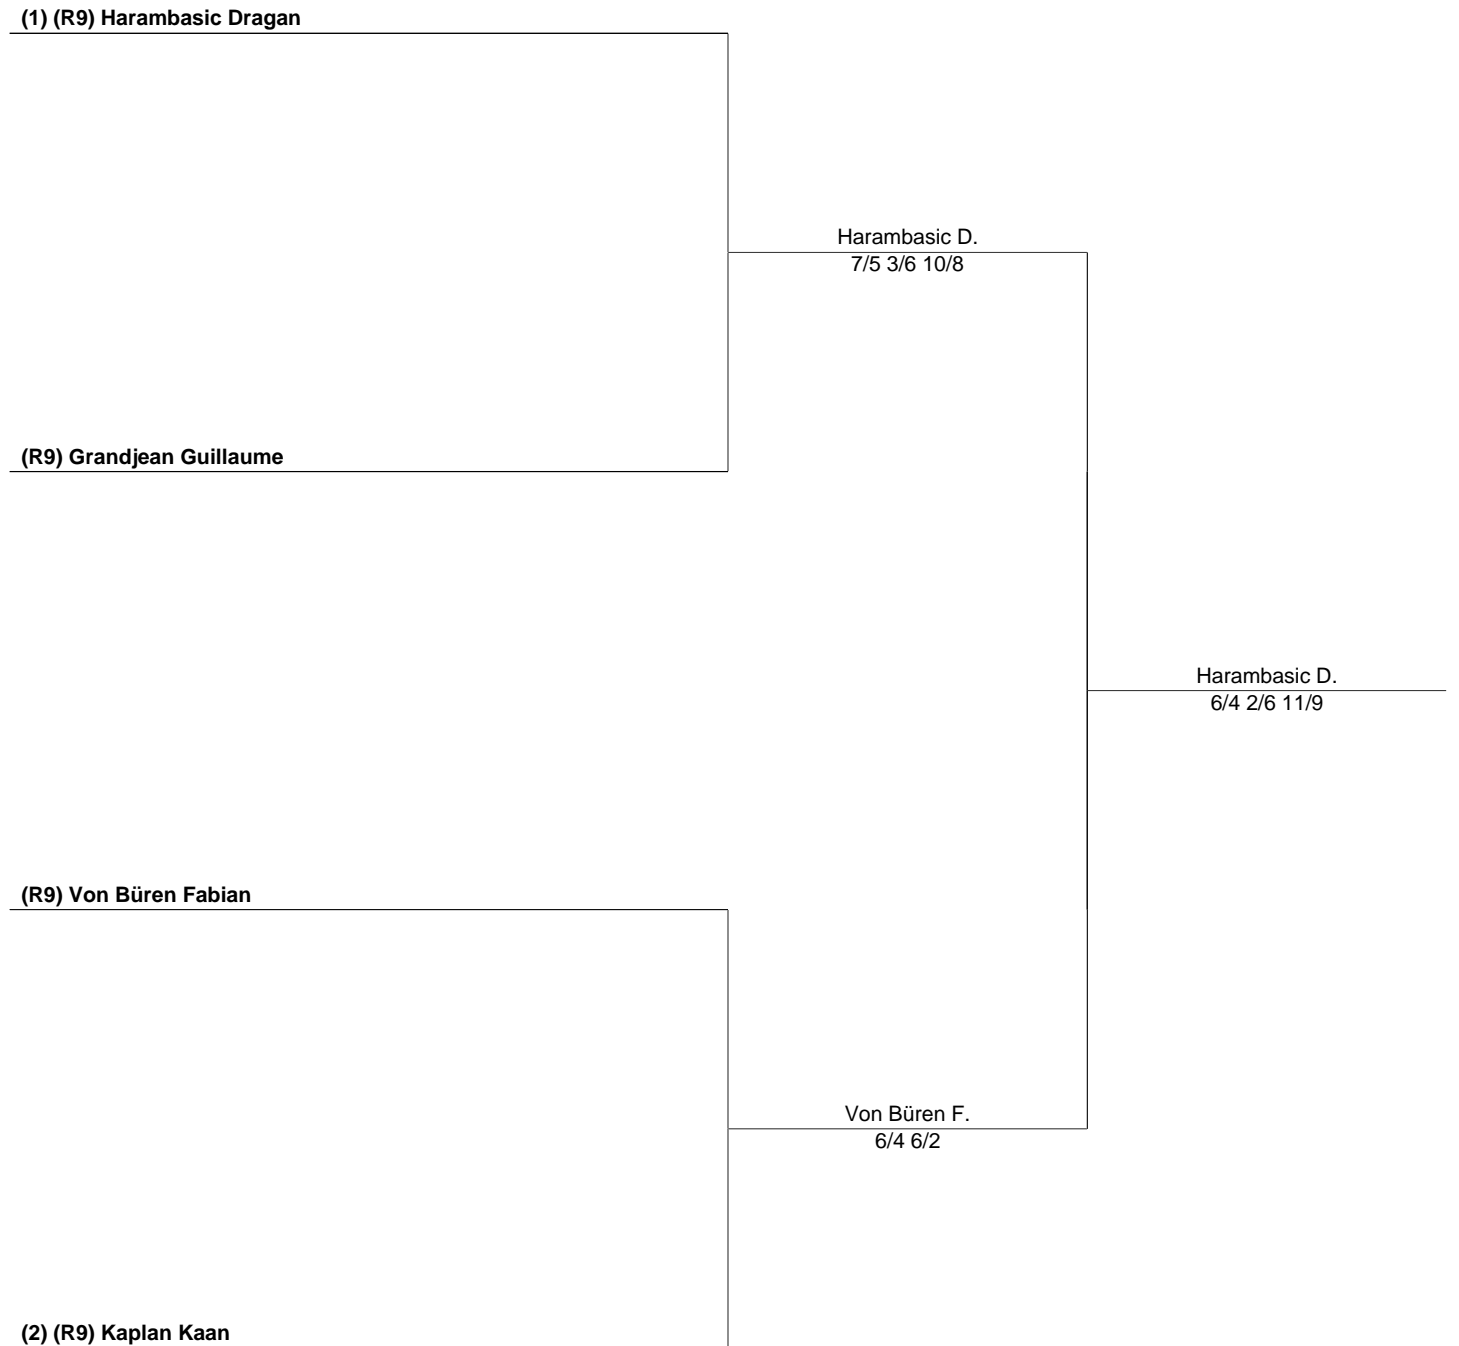 (1) (R9) Harambasic Dragan
Harambasic D.
7/5 3/6 10/8
(R9) Grandjean Guillaume
Harambasic D.
6/4 2/6 11/9
(R9) Von Büren Fabian
Von Büren F.
6/4 6/2
(2) (R9) Kaplan Kaan